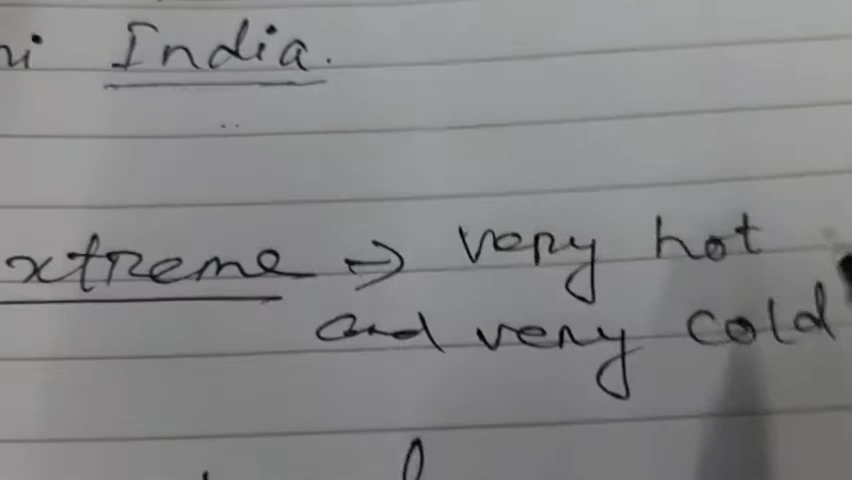 India.
xtreme ⇒ very hot
and very cold